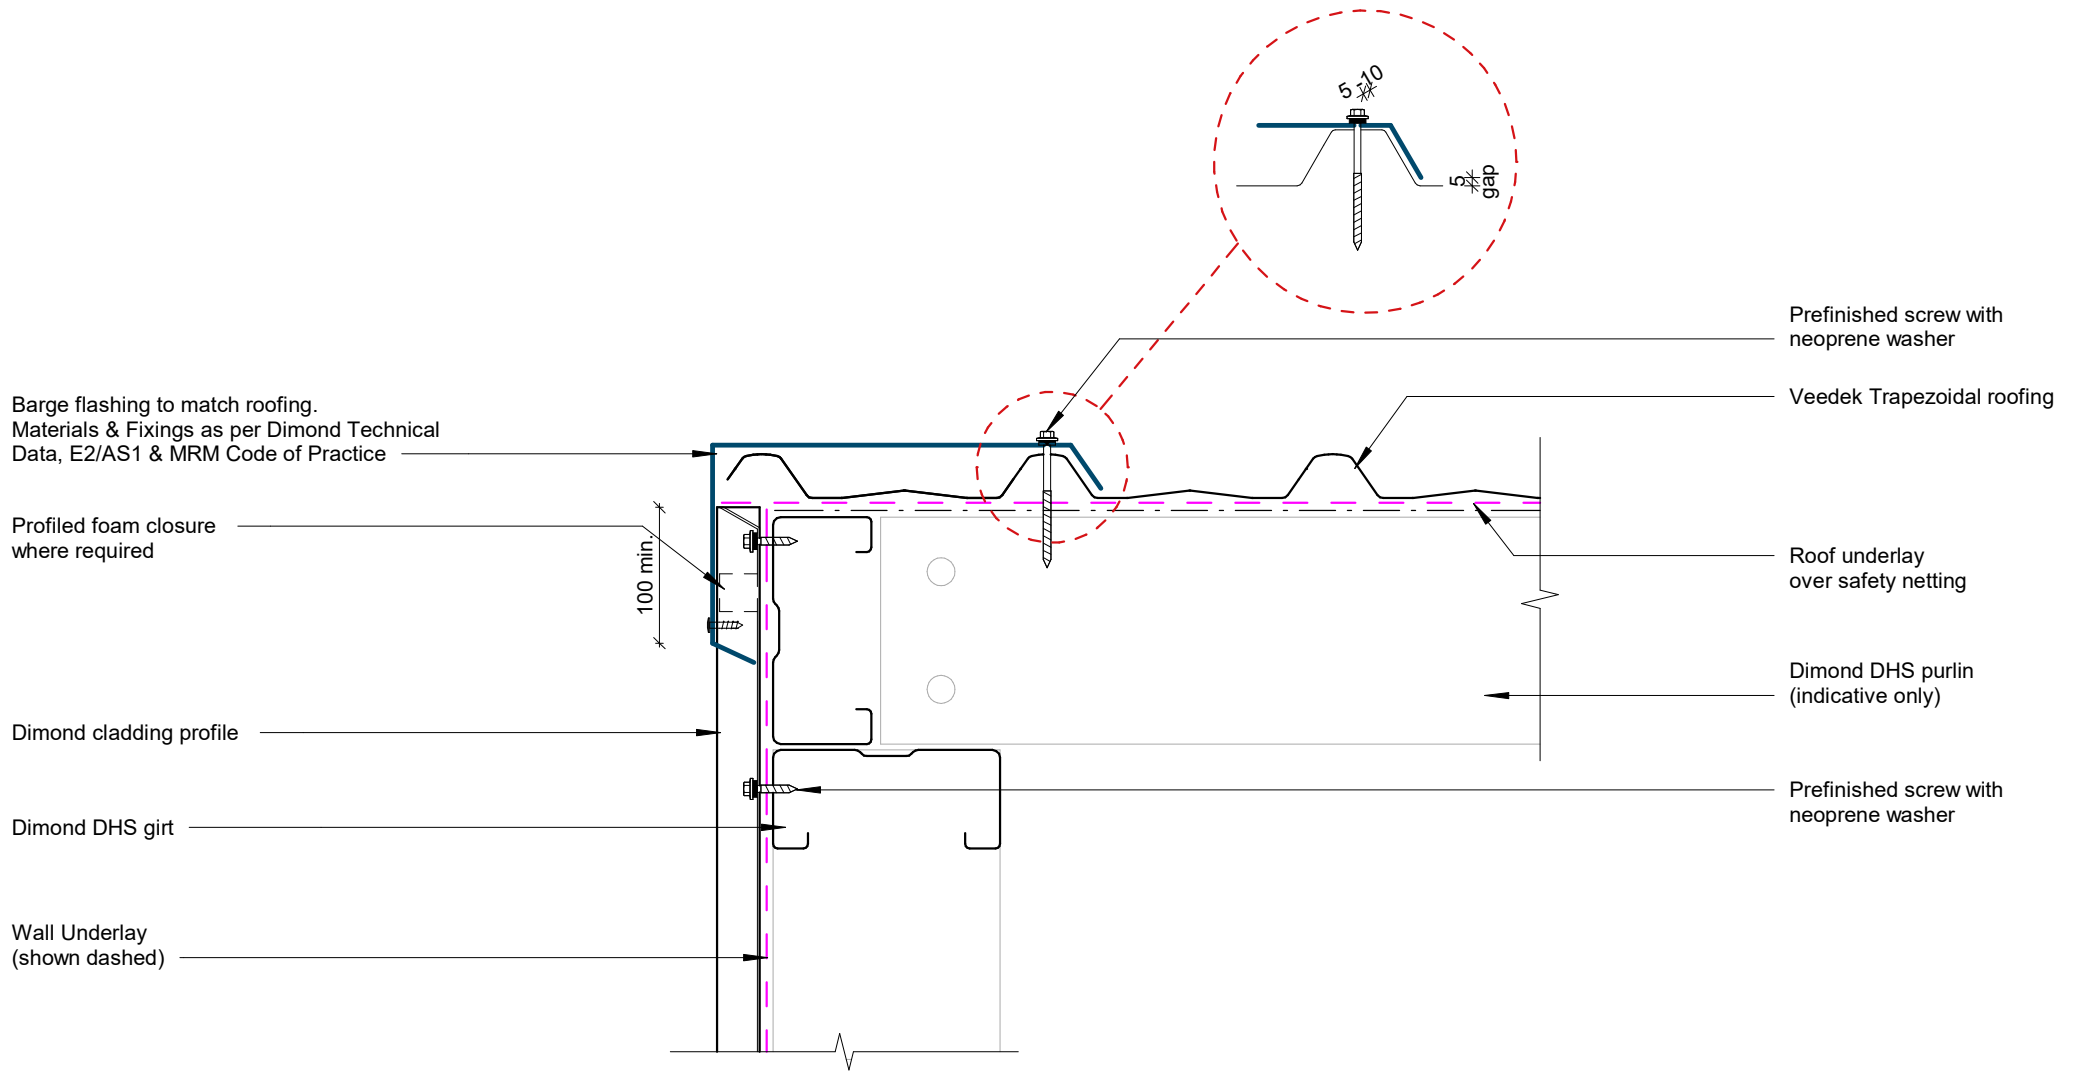 5 -10
5
gap
Prefinished screw with
neoprene washer
Veedek Trapezoidal roofing
Barge flashing to match roofing.
Materials & Fixings as per Dimond Technical
Data, E2/AS1 & MRM Code of Practice
Profiled foam closure
where required
100 min.
Roof underlay
over safety netting
Dimond DHS purlin
(indicative only)
Dimond cladding profile
Prefinished screw with
neoprene washer
Dimond DHS girt
Wall Underlay
(shown dashed)